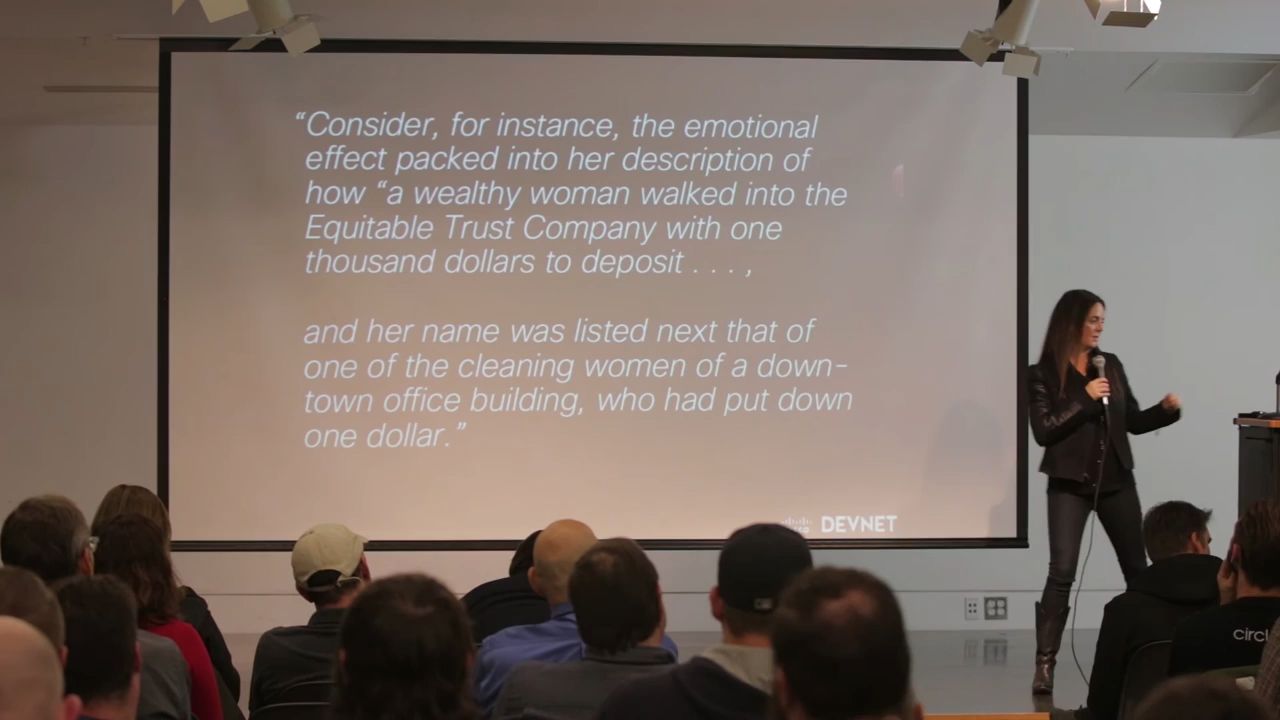 “Consider, for instance, the emotional
effect packed into her description of
how “a wealthy woman walked into the
Equitable Trust Company with one
thousand dollars to deposit . . . ,
and her name was listed next that of
one of the cleaning women of a down-
town office building, who had put down
one dollar.”
DEVNET
circl